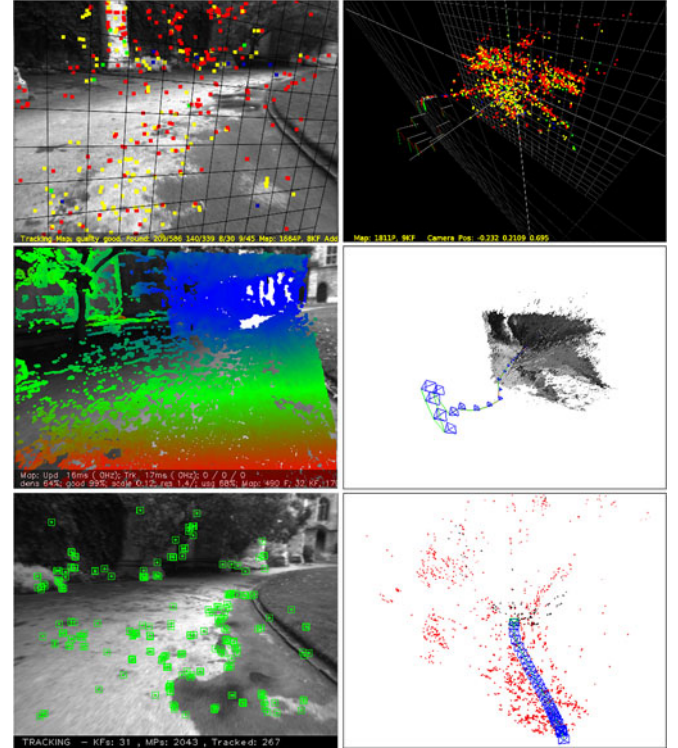 Tracking Map, quality good. Found: 209/586 140/339 8/30 9/45 Map: 1664P, 8KF Add
Map: 1811P, 9KF Camera Pos: -0.232 0.2109 0.695
Map: Upd 16ms ( 0Hz); Trk 17ms ( 0Hz); 0 / 0 / 0
dens 64%; good 99%; scale 0.12; res 1.4/; usg 68%; Map: 490 F; 32 KF;
TRACKING - KFs: 31 , MPs: 2043 , Tracked: 267